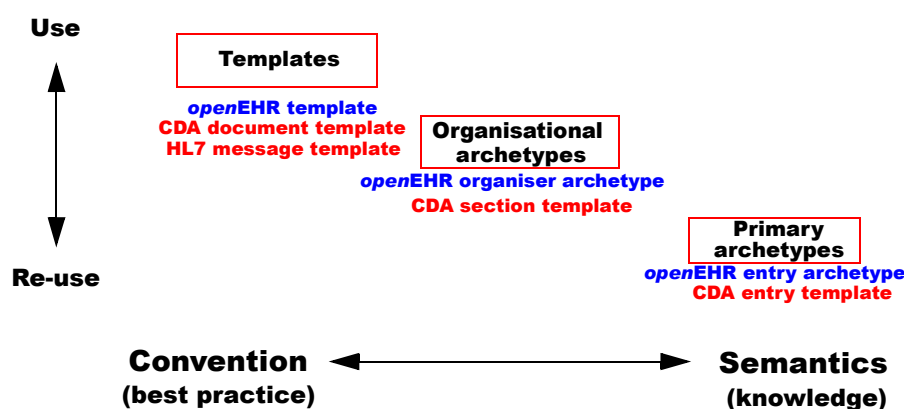 Use
Templates
openEHR template
CDA document template
HL7 message template
Organisational
archetypes
openEHR organiser archetype
CDA section template
Primary
archetypes
openEHR entry archetype
CDA entry template
Re-use
Convention
(best practice)
Semantics
(knowledge)